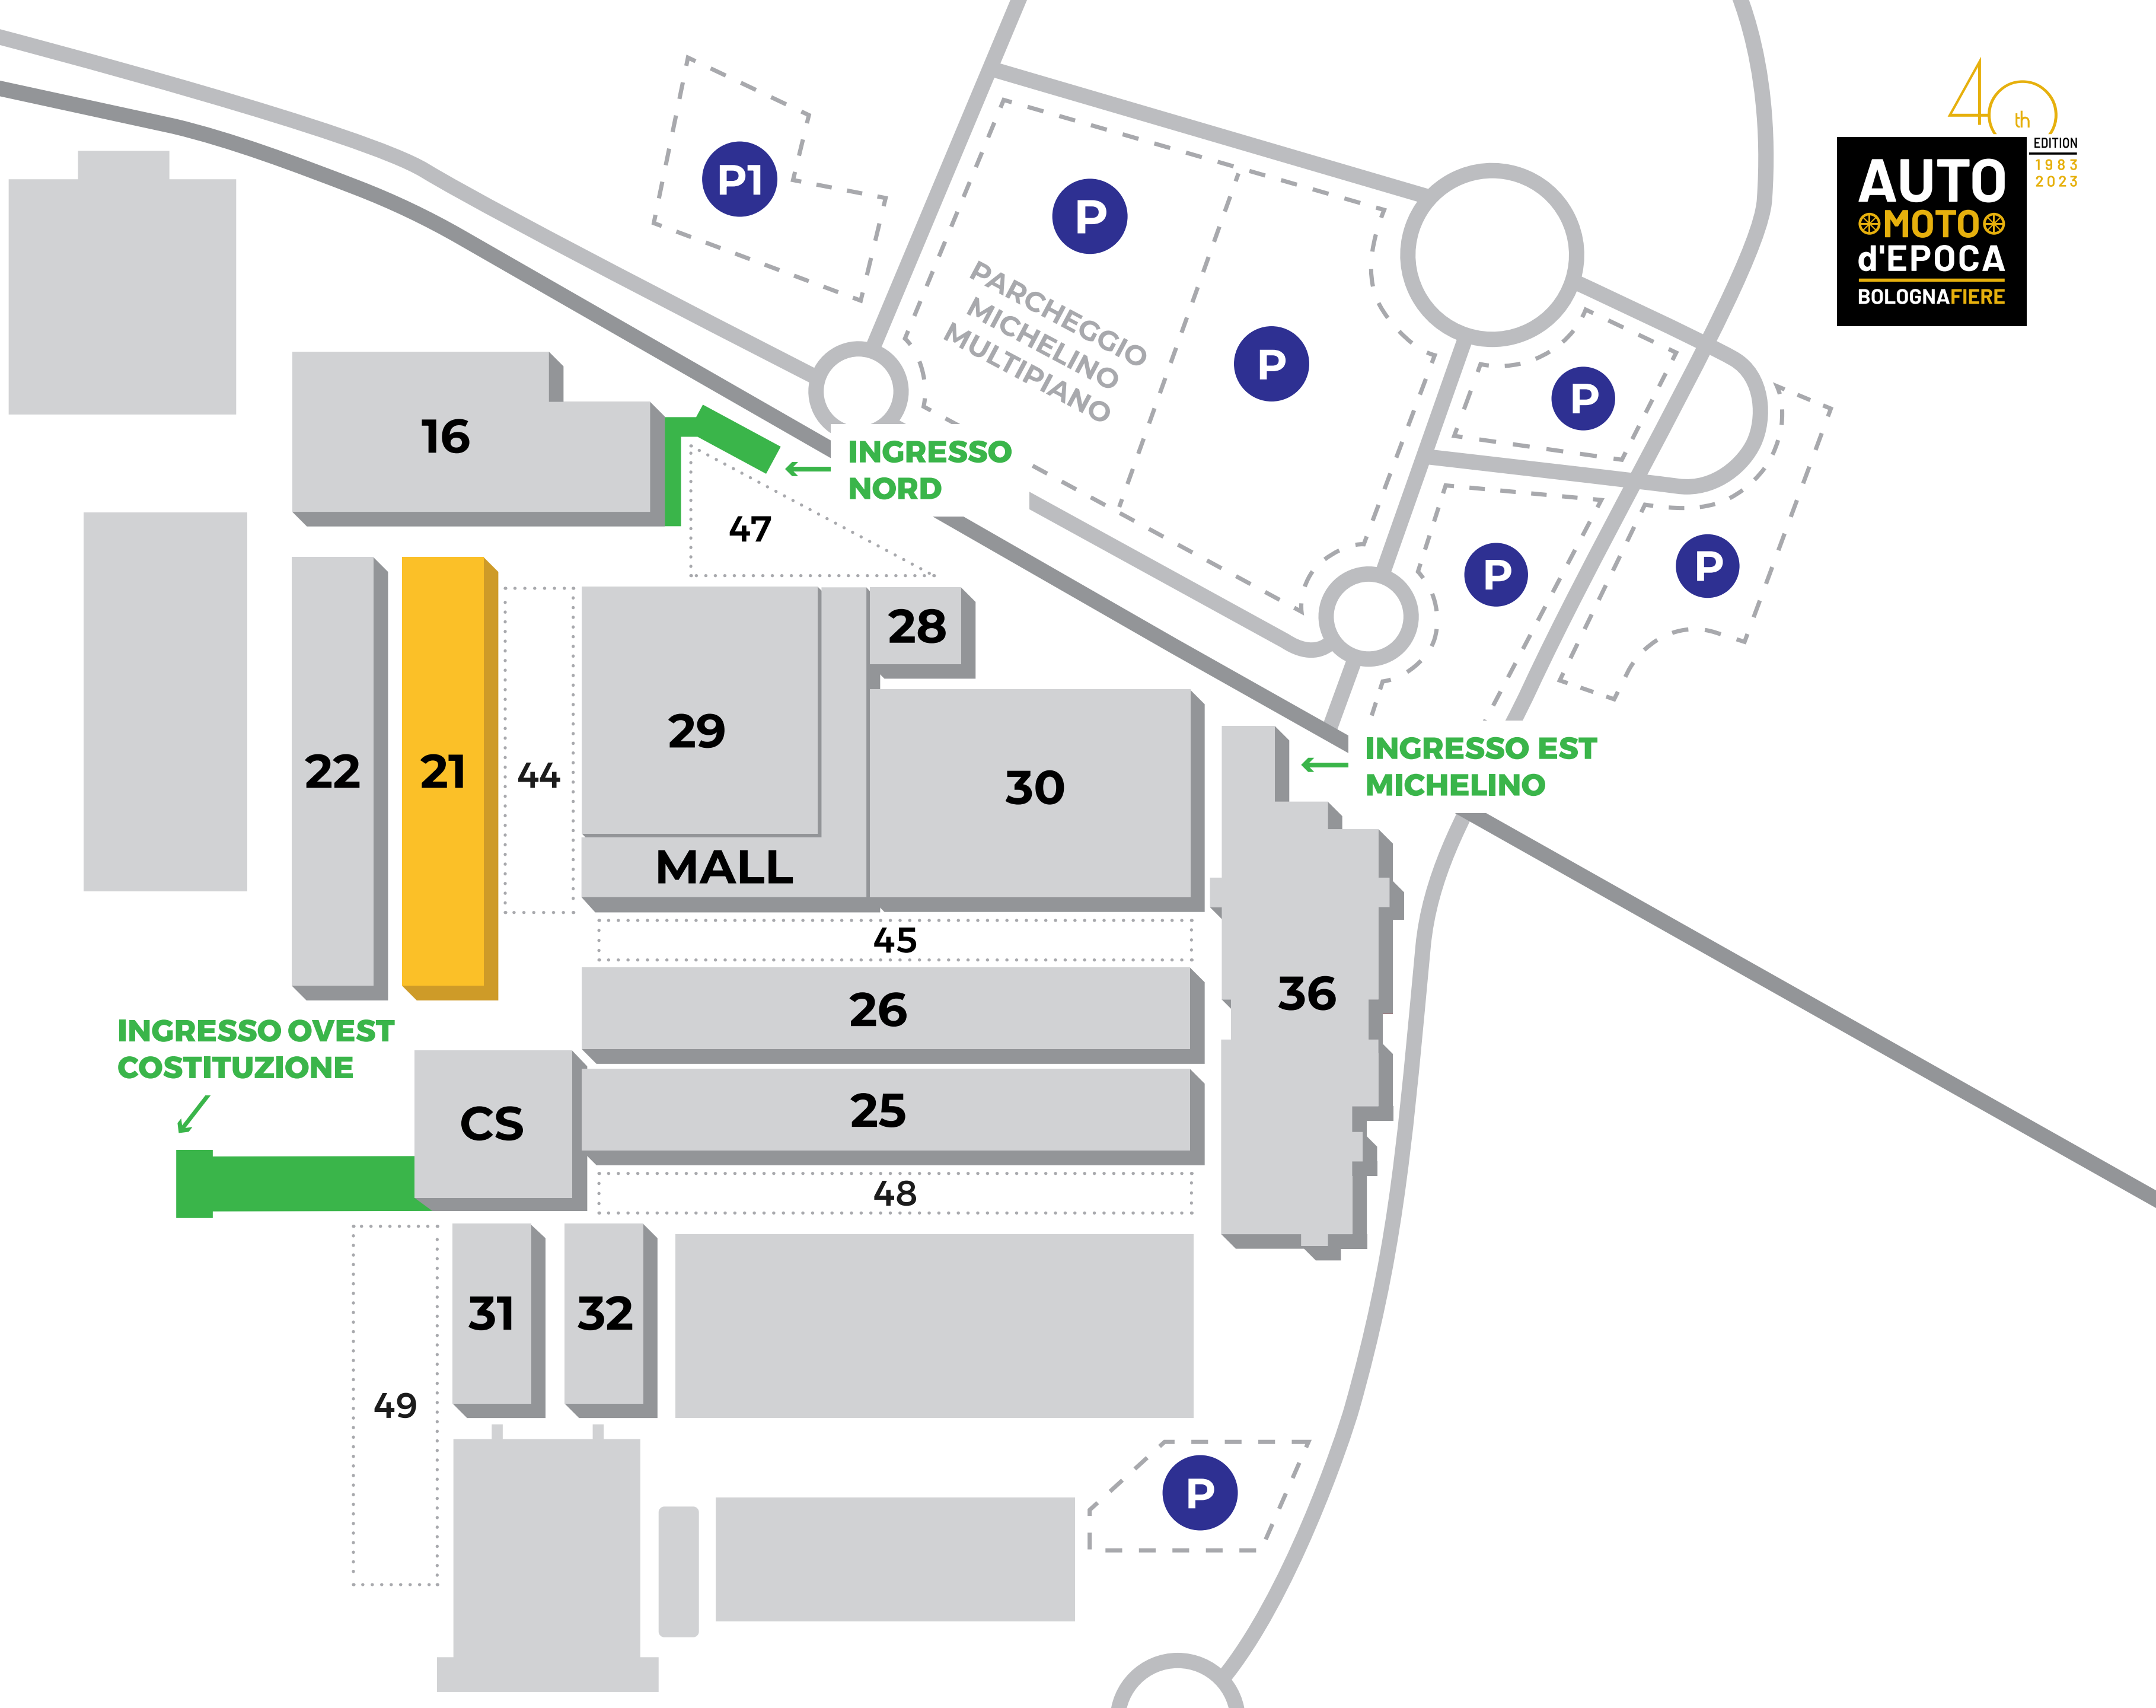 40
th
EDITION
1983
2023
AUTO
MOTO
d'EPOCA
BOLOGNAFIERE
P1
P
PARCHEGGIO
MICHELINO
MULTIPIANO
P
P
P
P
INGRESSO
NORD
16
47
28
29
22
21
44
30
MALL
INGRESSO EST
MICHELINO
45
26
36
INGRESSO OVEST
COSTITUZIONE
25
CS
48
31
32
49
P